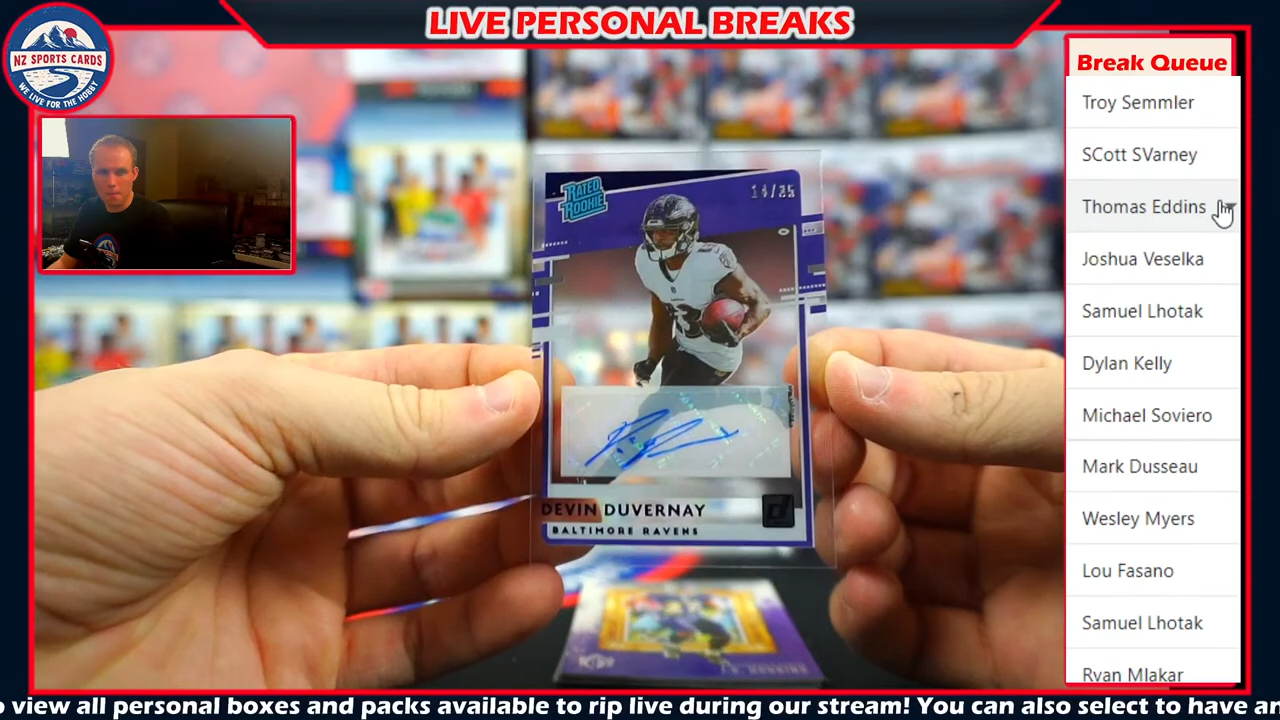 LIVE PERSONAL BREAKS
NZ SPORTS CARDS
WE LIVE FOR THE HOBBY
Break Queue
Troy Semmler
SCott SVarney
Thomas Eddins
Joshua Veselka
Samuel Lhotak
Dylan Kelly
Michael Soviero
Mark Dusseau
Wesley Myers
Lou Fasano
Samuel Lhotak
Ryan Mlakar
RATED
ROOKIE
14/35
DEVIN DUVERNAY
BALTIMORE RAVENS
o view all personal boxes and packs available to rip live during our stream! You can also select to have an